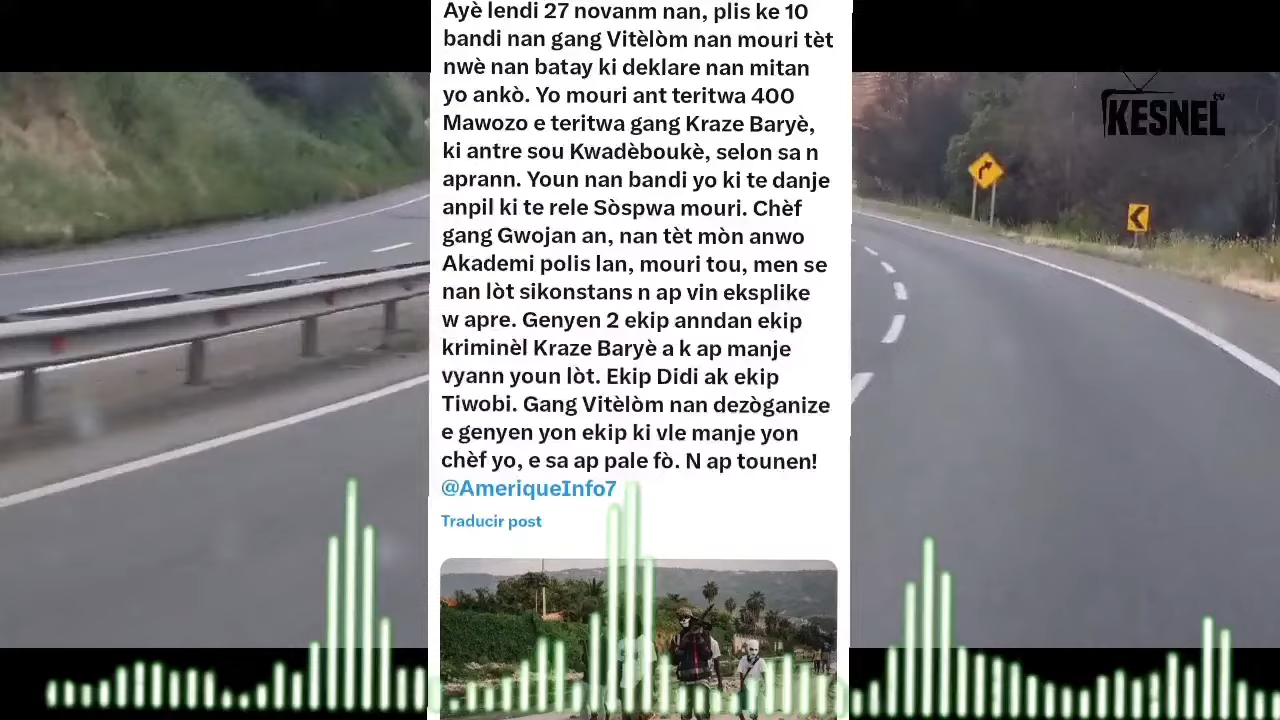 Ayè lendi 27 novanm nan, plis ke 10
bandi nan gang Vitèlòm nan mouri tèt
nwè nan batay ki deklare nan mitan
yo ankò. Yo mouri ant teritwa 400
Mawozo e teritwa gang Kraze Baryè,
ki antre sou Kwadèboukè, selon sa n
aprann. Youn nan bandi yo ki te danje
anpil ki te rele Sòspwa mouri. Chèf
gang Gwojan an, nan tèt mòn anwo
Akademi polis lan, mouri tou, men se
nan lòt sikonstans n ap vin eksplike
w apre. Genyen 2 ekip anndan ekip
kriminèl Kraze Baryè a k ap manje
vyann youn lòt. Ekip Didi ak ekip
Tiwobi. Gang Vitèlòm nan dezòganize
e genyen yon ekip ki vle manje yon
chèf yo, e sa ap pale fò. N ap tounen!
@AmeriqueInfo7
Traducir post
KESNEL tv